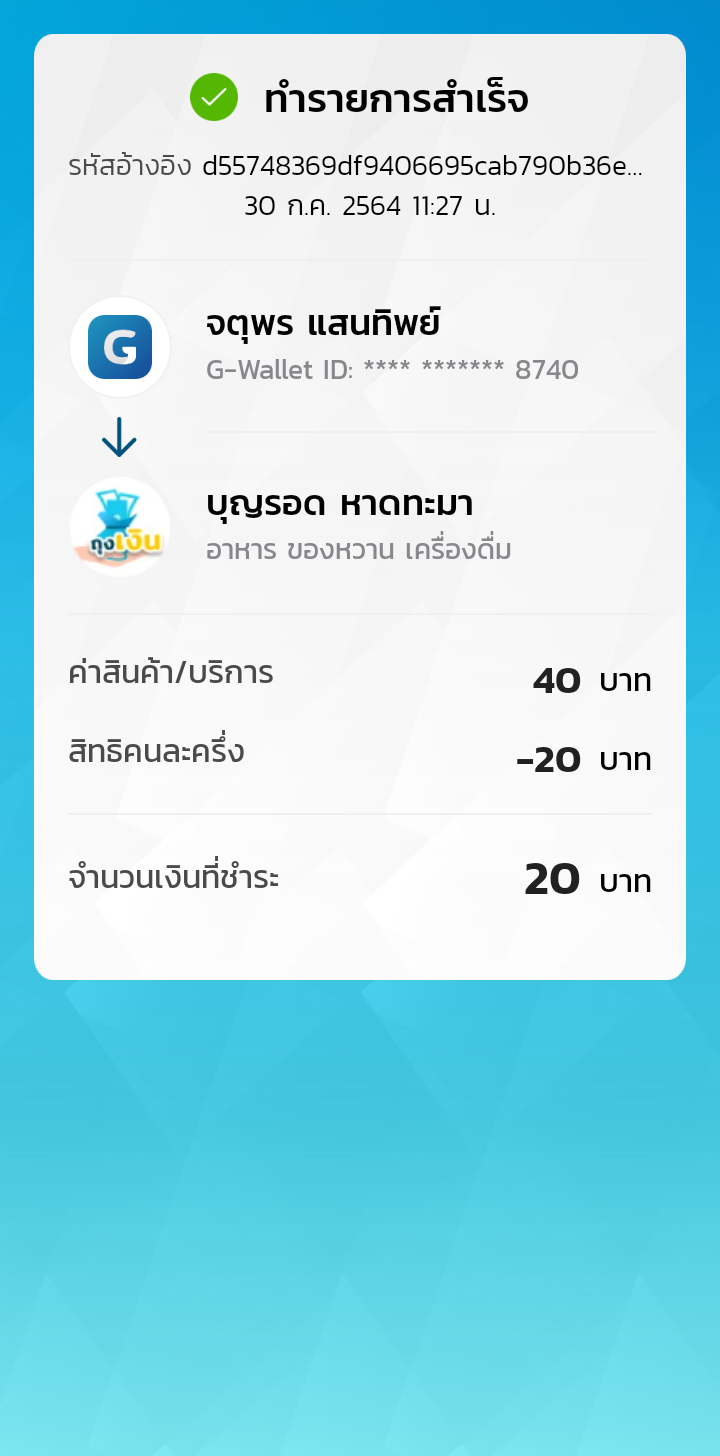 ทำรายการสำเร็จ
รหัสอ้างอิง d55748369df9406695cab790b36e...
30 ก.ค. 2564 11:27 น.
G
จตุพร แสนทิพย์
G-Wallet ID: **** ******* 8740
ถุงเงิน
บุญรอด หาดทะมา
อาหาร ของหวาน เครื่องดื่ม
ค่าสินค้า/บริการ 40 บาท
สิทธิคนละครึ่ง -20 บาท
จำนวนเงินที่ชำระ 20 บาท